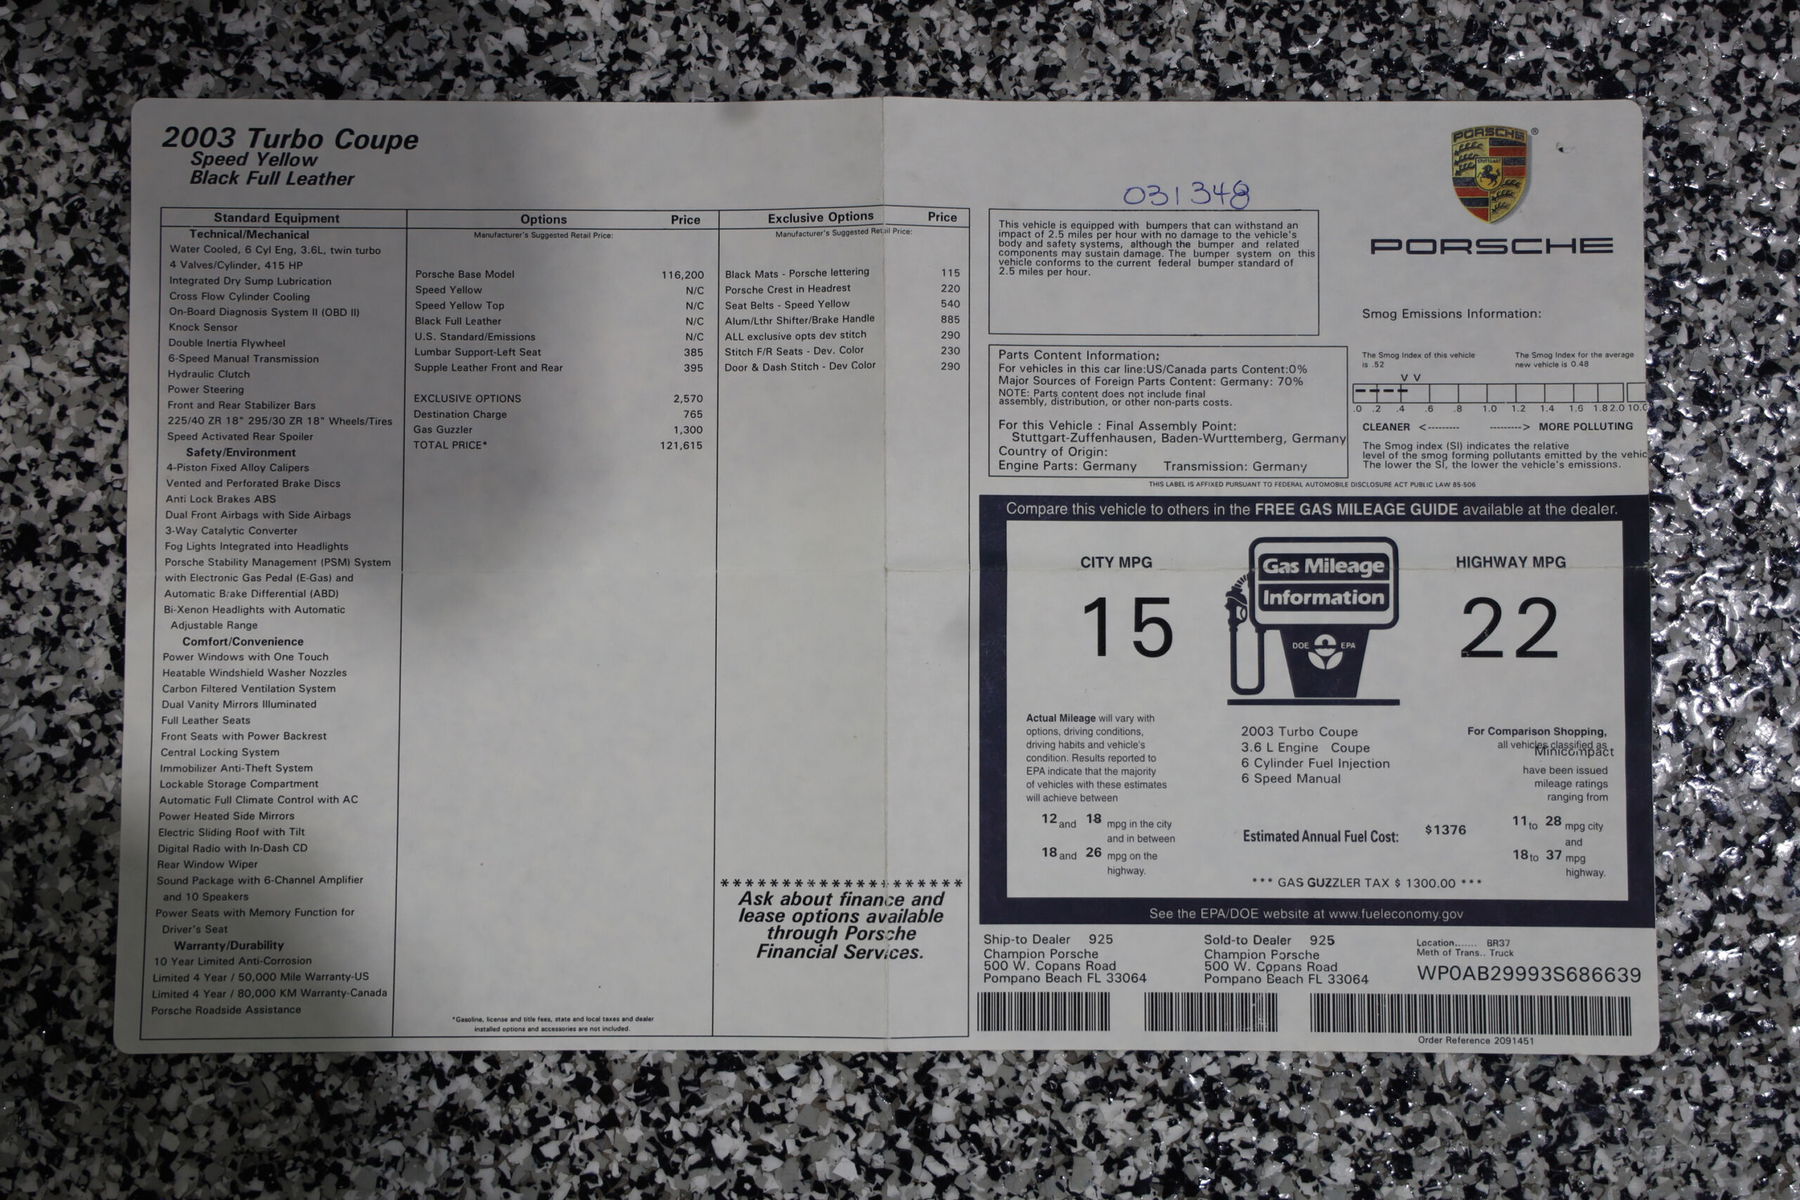 2003 Turbo Coupe
Speed Yellow
Black Full Leather
Standard Equipment
Technical/Mechanical
Water Cooled, 6 Cyl Eng, 3.6L, twin turbo
4 Valves/Cylinder, 415 HP
Integrated Dry Sump Lubrication
Cross Flow Cylinder Cooling
On-Board Diagnosis System II (OBD II)
Knock Sensor
Double Inertia Flywheel
6-Speed Manual Transmission
Hydraulic Clutch
Power Steering
Front and Rear Stabilizer Bars
225/40 ZR 18" 295/30 ZR 18" Wheels/Tires
Speed Activated Rear Spoiler
Safety/Environment
4-Piston Fixed Alloy Calipers
Vented and Perforated Brake Discs
Anti Lock Brakes ABS
Dual Front Airbags with Side Airbags
3-Way Catalytic Converter
Fog Lights Integrated into Headlights
Porsche Stability Management (PSM) System
with Electronic Gas Pedal (E-Gas) and
Automatic Brake Differential (ABD)
Bi-Xenon Headlights with Automatic
Adjustable Range
Comfort/Convenience
Power Windows with One Touch
Heatable Windshield Washer Nozzles
Carbon Filtered Ventilation System
Dual Vanity Mirrors Illuminated
Full Leather Seats
Front Seats with Power Backrest
Central Locking System
Immobilizer Anti-Theft System
Lockable Storage Compartment
Automatic Full Climate Control with AC
Power Heated Side Mirrors
Electric Sliding Roof with Tilt
Digital Radio with In-Dash CD
Rear Window Wiper
Sound Package with 6-Channel Amplifier
and 10 Speakers
Power Seats with Memory Function for
Driver's Seat
Warranty/Durability
10 Year Limited Anti-Corrosion
Limited 4 Year / 50,000 Mile Warranty-US
Limited 4 Year / 80,000 KM Warranty-Canada
Porsche Roadside Assistance
Options Price
Manufacturer's Suggested Retail Price:
Porsche Base Model 116,200
Speed Yellow N/C
Speed Yellow Top N/C
Black Full Leather N/C
U.S. Standard/Emissions N/C
Lumbar Support-Left Seat 385
Supple Leather Front and Rear 395
EXCLUSIVE OPTIONS 2,570
Destination Charge 765
Gas Guzzler 1,300
TOTAL PRICE* 121,615
*Gasoline, license and title fees, state and local taxes and dealer
installed options and accessories are not included.
Exclusive Options Price
Manufacturer's Suggested Retail Price:
Black Mats - Porsche lettering 115
Porsche Crest in Headrest 220
Seat Belts - Speed Yellow 540
Alum/Lthr Shifter/Brake Handle 885
ALL exclusive opts dev stitch 290
Stitch F/R Seats - Dev. Color 230
Door & Dash Stitch - Dev Color 290
********************
Ask about finance and
lease options available
through Porsche
Financial Services.
031348
This vehicle is equipped with bumpers that can withstand an
impact of 2.5 miles per hour with no damage to the vehicle's
body and safety systems, although the bumper and related
components may sustain damage. The bumper system on this
vehicle conforms to the current federal bumper standard of
2.5 miles per hour.
PORSCHE
STUTTGART
®
PORSCHE
Parts Content Information:
For vehicles in this car line:US/Canada parts Content:0%
Major Sources of Foreign Parts Content: Germany: 70%
NOTE: Parts content does not include final
assembly, distribution, or other non-parts costs.
For this Vehicle : Final Assembly Point:
Stuttgart-Zuffenhausen, Baden-Wurttemberg, Germany
Country of Origin:
Engine Parts: Germany Transmission: Germany
Smog Emissions Information:
The Smog Index of this vehicle
is .52
The Smog Index for the average
new vehicle is 0.48
V V
.0 .2 .4 .6 .8 1.0 1.2 1.4 1.6 1.8 2.0 10.0
CLEANER <--------- --------> MORE POLLUTING
The Smog index (SI) indicates the relative
level of the smog forming pollutants emitted by the vehic
The lower the SI, the lower the vehicle's emissions.
THIS LABEL IS AFFIXED PURSUANT TO FEDERAL AUTOMOBILE DISCLOSURE ACT PUBLIC LAW 85-506
Compare this vehicle to others in the FREE GAS MILEAGE GUIDE available at the dealer.
CITY MPG
15
Gas Mileage
Information
DOE EPA
HIGHWAY MPG
22
Actual Mileage will vary with
options, driving conditions,
driving habits and vehicle's
condition. Results reported to
EPA indicate that the majority
of vehicles with these estimates
will achieve between
12 and 18 mpg in the city
and in between
18 and 26 mpg on the
highway.
2003 Turbo Coupe
3.6 L Engine Coupe
6 Cylinder Fuel Injection
6 Speed Manual
Estimated Annual Fuel Cost: $1376
*** GAS GUZZLER TAX $ 1300.00 ***
For Comparison Shopping,
all vehicles classified as
Minicompact
have been issued
mileage ratings
ranging from
11 to 28 mpg city
and
18 to 37 mpg
highway.
See the EPA/DOE website at www.fueleconomy.gov
Ship-to Dealer 925
Champion Porsche
500 W. Copans Road
Pompano Beach FL 33064
Sold-to Dealer 925
Champion Porsche
500 W. Copans Road
Pompano Beach FL 33064
Location....... BR37
Meth of Trans.. Truck
WP0AB29993S686639
Order Reference 2091451